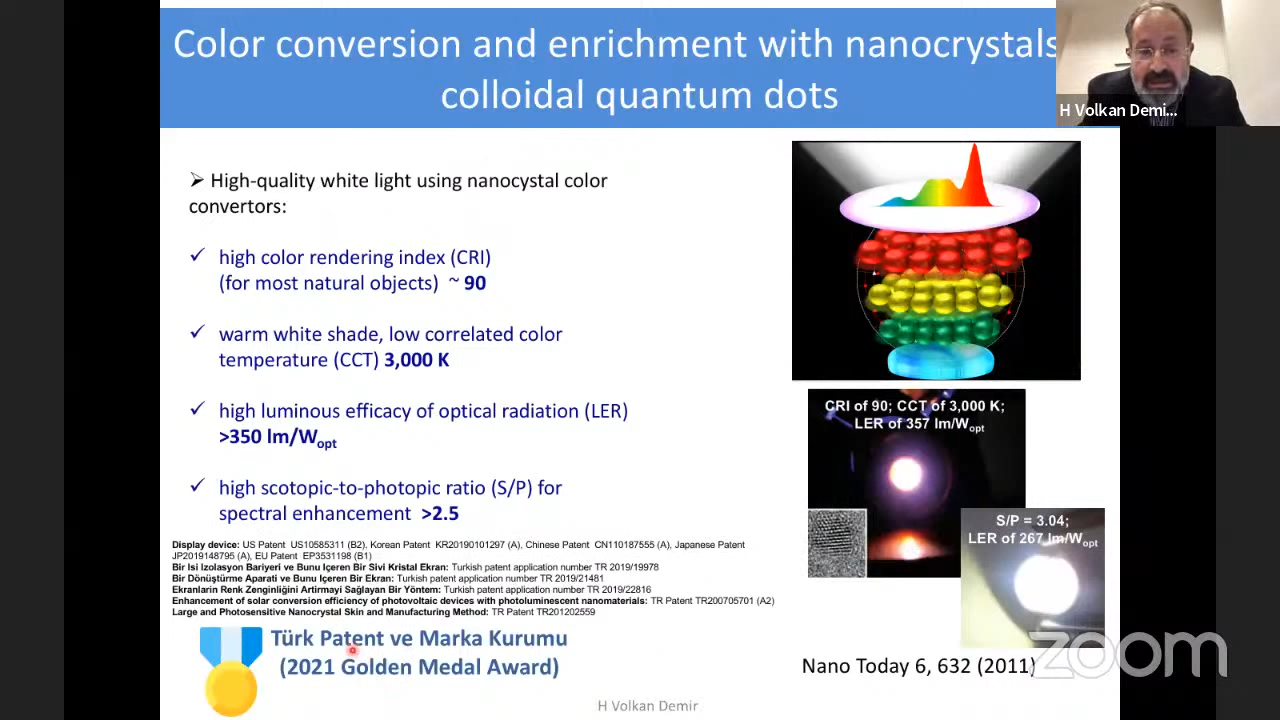 Color conversion and enrichment with nanocrystals
colloidal quantum dots
H Volkan Demi...
➢ High-quality white light using nanocystal color
convertors:
✓ high color rendering index (CRI)
(for most natural objects) ~ 90
✓ warm white shade, low correlated color
temperature (CCT) 3,000 K
✓ high luminous efficacy of optical radiation (LER)
>350 lm/Wopt
✓ high scotopic-to-photopic ratio (S/P) for
spectral enhancement >2.5
CRI of 90; CCT of 3,000 K;
LER of 357 lm/Wopt
S/P = 3.04;
LER of 267 lm/Wopt
Display device: US Patent US10585311 (B2), Korean Patent KR20190101297 (A), Chinese Patent CN110187555 (A), Japanese Patent
JP2019148795 (A), EU Patent EP3531198 (B1)
Bir Isi Izolasyon Bariyeri ve Bunu Içeren Bir Sivi Kristal Ekran: Turkish patent application number TR 2019/19978
Bir Dönüştürme Aparati ve Bunu Içeren Bir Ekran: Turkish patent application number TR 2019/21481
Ekranlarin Renk Zenginliğini Artirmayi Sağlayan Bir Yöntem: Turkish patent application number TR 2019/22816
Enhancement of solar conversion efficiency of photovoltaic devices with photoluminescent nanomaterials: TR Patent TR200705701 (A2)
Large and Photosensitive Nanocrystal Skin and Manufacturing Method: TR Patent TR201202559
Türk Patent ve Marka Kurumu
(2021 Golden Medal Award)
Nano Today 6, 632 (2011)
zoom
H Volkan Demir